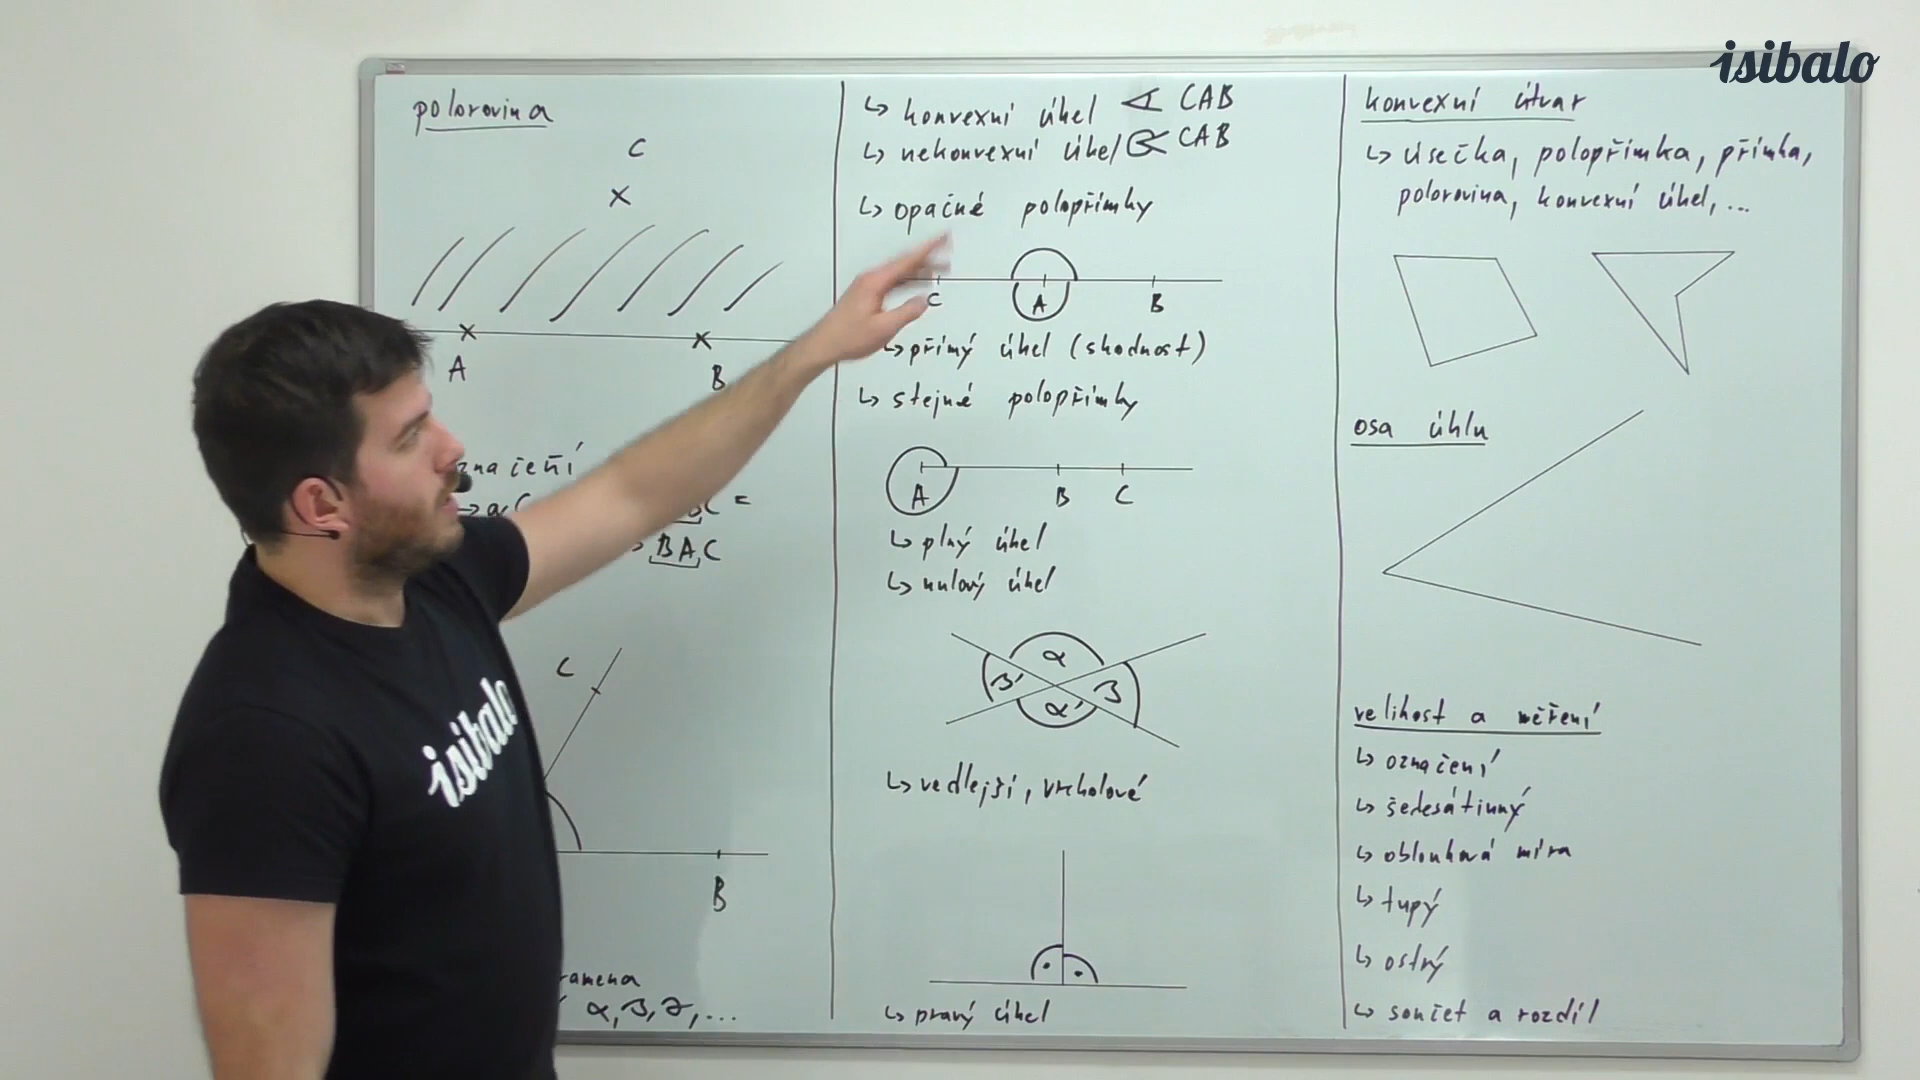 isibalo
polorovina
C
A
B
BAC
C
B
α, β, γ, ...
↳ konvexní úhel ∢ CAB
↳ nekonvexní úhel CAB
↳ opačné polopřímky
C A B
↳ přímý úhel (shodnost)
↳ stejné polopřímky
A B C
↳ plný úhel
↳ nulový úhel
α
β' β
α'
↳ vedlejší, vrcholové
↳ pravý úhel
konvexní útvar
↳ úsečka, polopřímka, přímka,
polorovina, konvexní úhel, ...
osa úhlu
velikost a měření
↳ označení
↳ šedesátinný
↳ oblouková míra
↳ tupý
↳ ostrý
↳ součet a rozdíl
isibalo